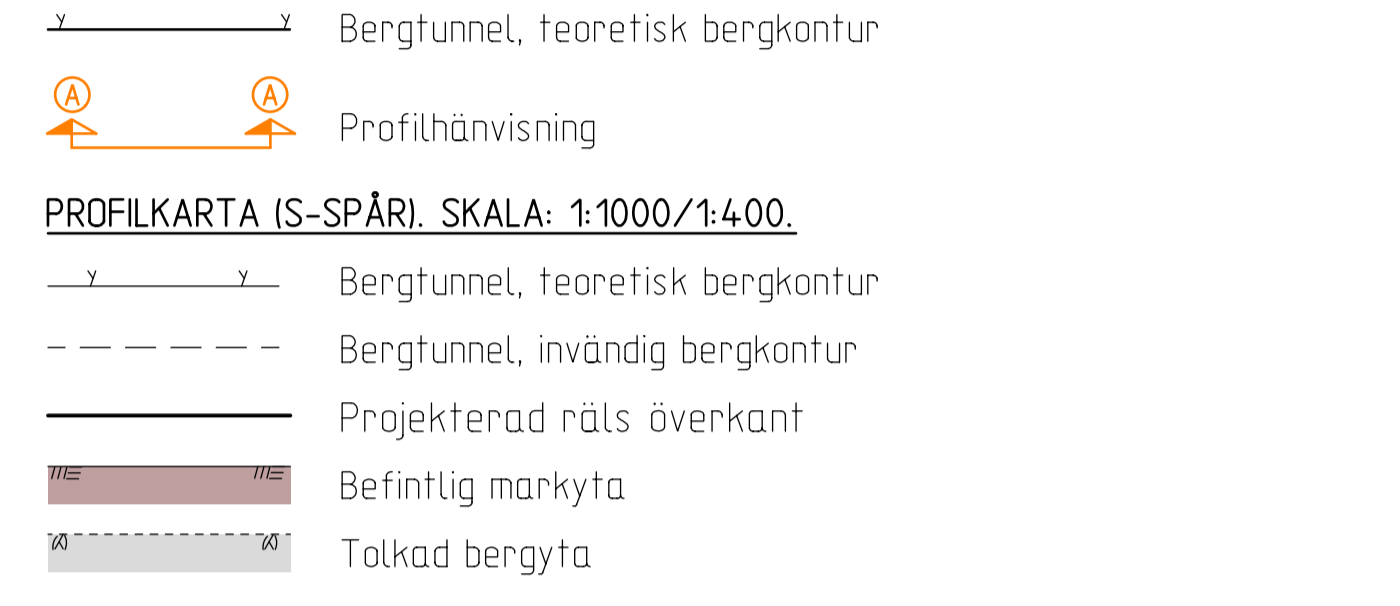 y y Bergtunnel, teoretisk bergkontur
A A
Profilhänvisning
PROFILKARTA (S-SPÅR). SKALA: 1:1000/1:400.
y y Bergtunnel, teoretisk bergkontur
Bergtunnel, invändig bergkontur
Projekterad räls överkant
Befintlig markyta
Tolkad bergyta